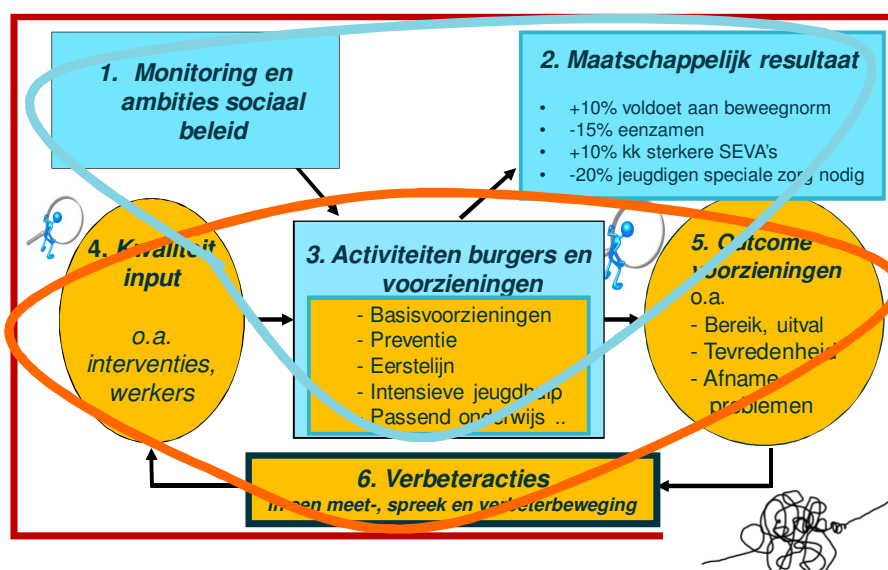 1. Monitoring en
ambities sociaal
beleid
2. Maatschappelijk resultaat
• +10% voldoet aan beweegnorm
• -15% eenzamen
• +10% kk sterkere SEVA's
• -20% jeugdigen speciale zorg nodig
4. Kwaliteit
input
o.a.
interventies,
werkers
3. Activiteiten burgers en
voorzieningen
- Basisvoorzieningen
- Preventie
- Eerstelijn
- Intensieve jeugdhulp
- Passend onderwijs ..
5. Outcome
voorzieningen
o.a.
- Bereik, uitval
- Tevredenheid
- Afname
problemen
6. Verbeteracties
In een meet-, spreek en verbeterbeweging